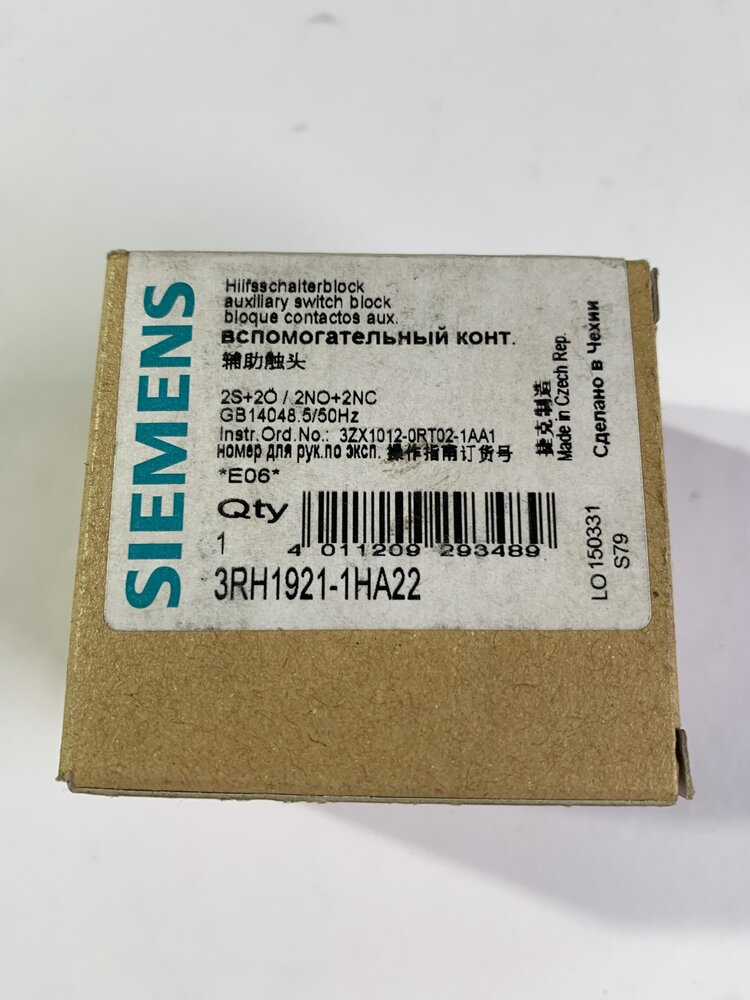 SIEMENS
Hilfsschalterblock
auxiliary switch block
bloque contactos aux.
вспомогательный конт.
辅助触头
2S+2Ö / 2NO+2NC
GB14048.5/50Hz
Instr.Ord.No.: 3ZX1012-0RT02-1AA1
номер для рук.по эксп. 操作指南订货号
*E06*
Qty
1
4 011209 293489
3RH1921-1HA22
捷克制造
Made in Czech Rep.
Сделано в Чехии
LO 150331
S79